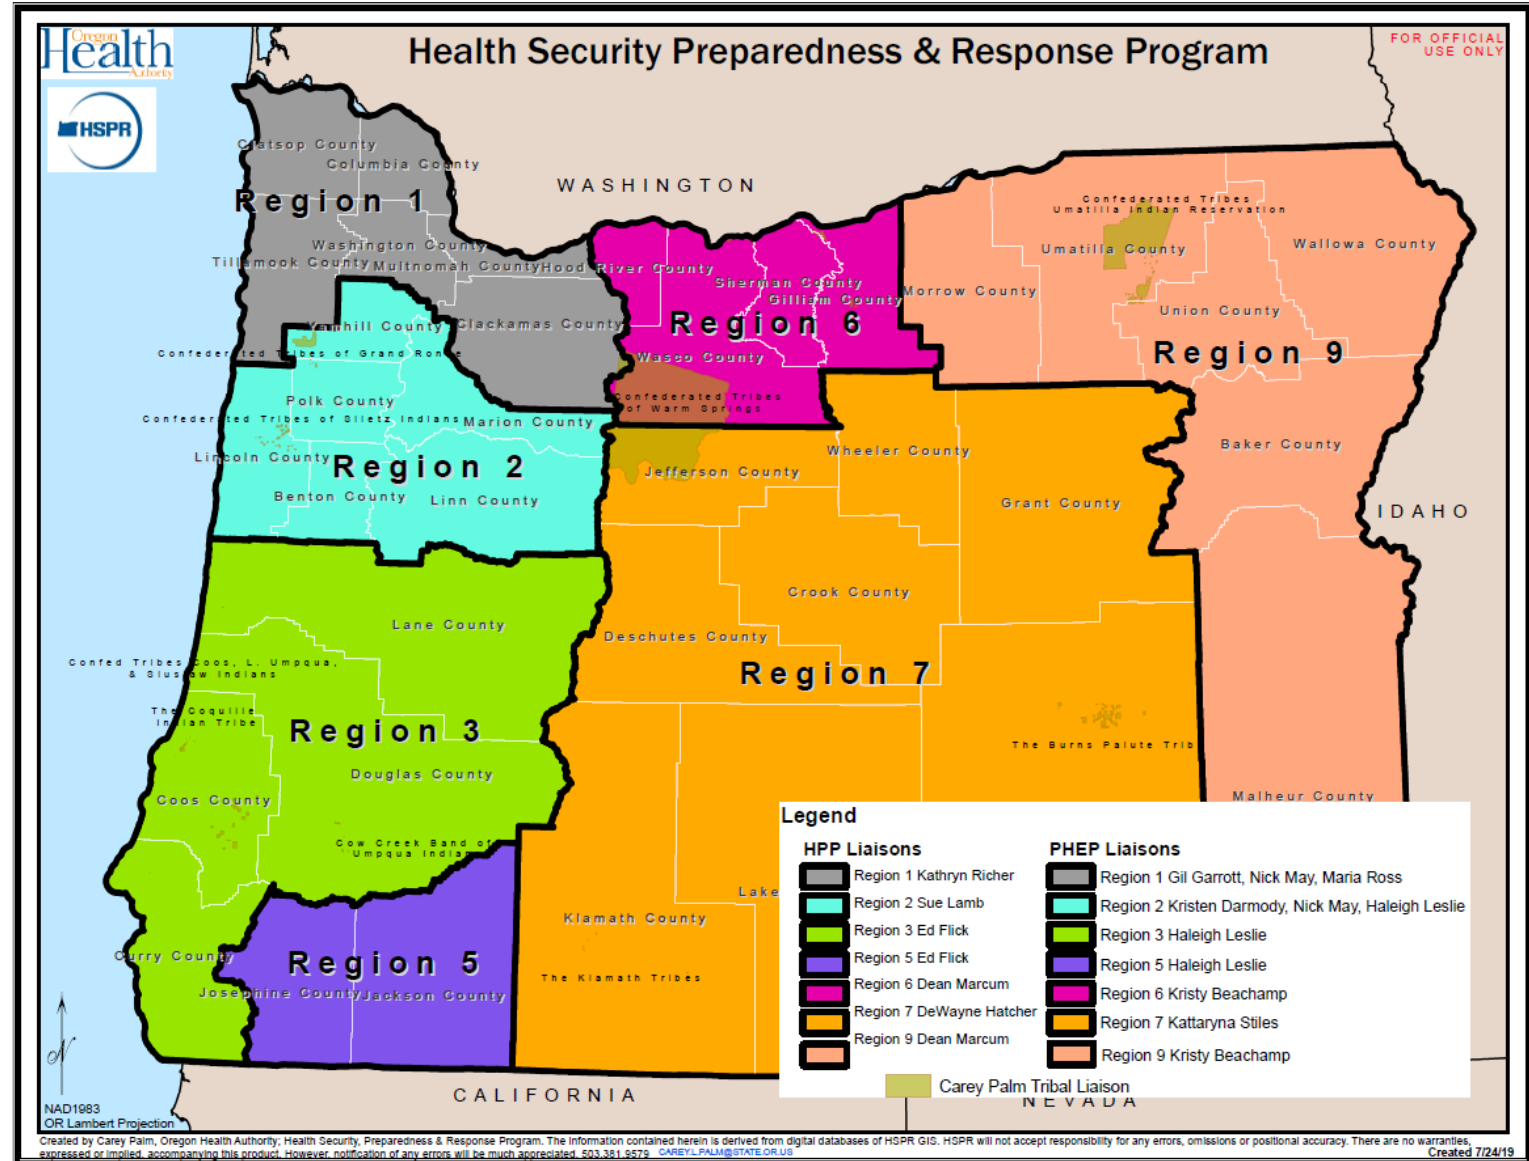 Oregon
Health
Authority
HSPR
Health Security Preparedness & Response Program
FOR OFFICIAL
USE ONLY
WASHINGTON
Clatsop County
Columbia County
Region 1
Washington County
Tillamook County
Multnomah County
Hood River County
Sherman County
Gilliam County
Region 6
Wasco County
Confederated Tribes
of Warm Springs
Clackamas County
Yamhill County
Confederated Tribes of Grand Ronde
Polk County
Confederated Tribes of Siletz Indians
Marion County
Lincoln County
Region 2
Benton County
Linn County
Confederated Tribes
Umatilla Indian Reservation
Umatilla County
Wallowa County
Morrow County
Union County
Region 9
Baker County
IDAHO
Malheur County
Jefferson County
Wheeler County
Grant County
Crook County
Deschutes County
Region 7
The Burns Paiute Trib
Lake
Klamath County
The Klamath Tribes
Lane County
Confed Tribes Coos, L. Umpqua,
& Siuslaw Indians
The Coquille
Indian Tribe
Region 3
Douglas County
Coos County
Cow Creek Band of
Umpqua Indian
Curry County
Region 5
Josephine County
Jackson County
CALIFORNIA
NEVADA
Legend
HPP Liaisons
Region 1 Kathryn Richer
Region 2 Sue Lamb
Region 3 Ed Flick
Region 5 Ed Flick
Region 6 Dean Marcum
Region 7 DeWayne Hatcher
Region 9 Dean Marcum
PHEP Liaisons
Region 1 Gil Garrott, Nick May, Maria Ross
Region 2 Kristen Darmody, Nick May, Haleigh Leslie
Region 3 Haleigh Leslie
Region 5 Haleigh Leslie
Region 6 Kristy Beachamp
Region 7 Kattaryna Stiles
Region 9 Kristy Beachamp
Carey Palm Tribal Liaison
N
NAD1983
OR Lambert Projection
Created by Carey Palm, Oregon Health Authority; Health Security, Preparedness & Response Program. The information contained herein is derived from digital databases of HSPR GIS. HSPR will not accept responsibility for any errors, omissions or positional accuracy. There are no warranties,
expressed or implied, accompanying this product. However, notification of any errors will be much appreciated. 503.381.9579 CAREY.L.PALM@STATE.OR.US
Created 7/24/19